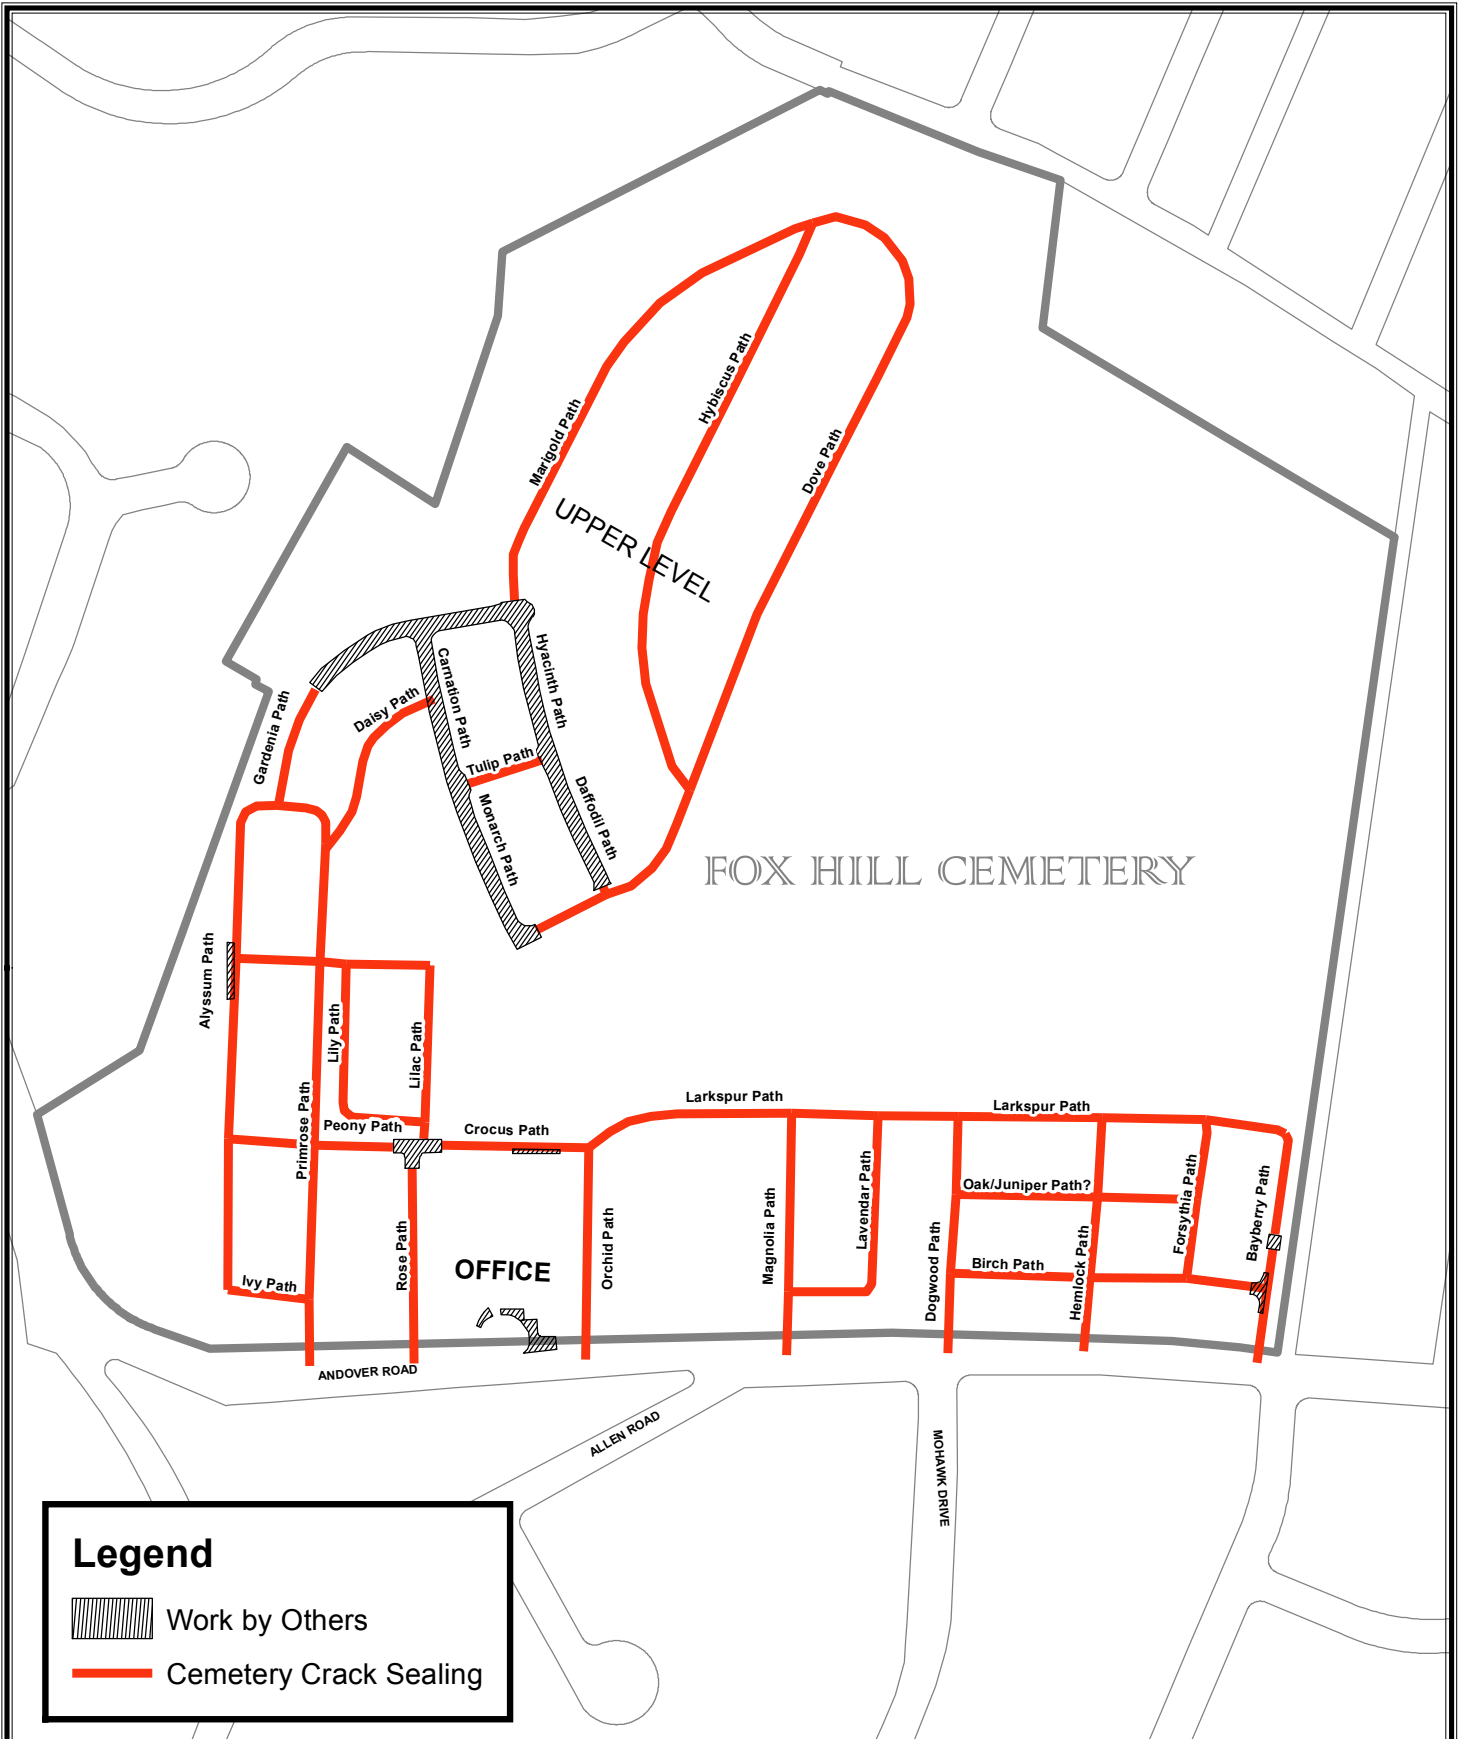 Hybiscus Path
Marigold Path
Dove Path
UPPER LEVEL
Hyacinth Path
Carnation Path
Daisy Path
Gardenia Path
Tulip Path
Daffodil Path
Monarch Path
FOX HILL CEMETERY
Alyssum Path
Lily Path
Lilac Path
Primrose Path
Peony Path
Crocus Path
Larkspur Path
Larkspur Path
Oak/Juniper Path?
Lavendar Path
Forsythia Path
Bayberry Path
Magnolia Path
Orchid Path
Rose Path
Dogwood Path
Hemlock Path
Birch Path
Ivy Path
OFFICE
ANDOVER ROAD
ALLEN ROAD
MOHAWK DRIVE
Legend
Work by Others
Cemetery Crack Sealing